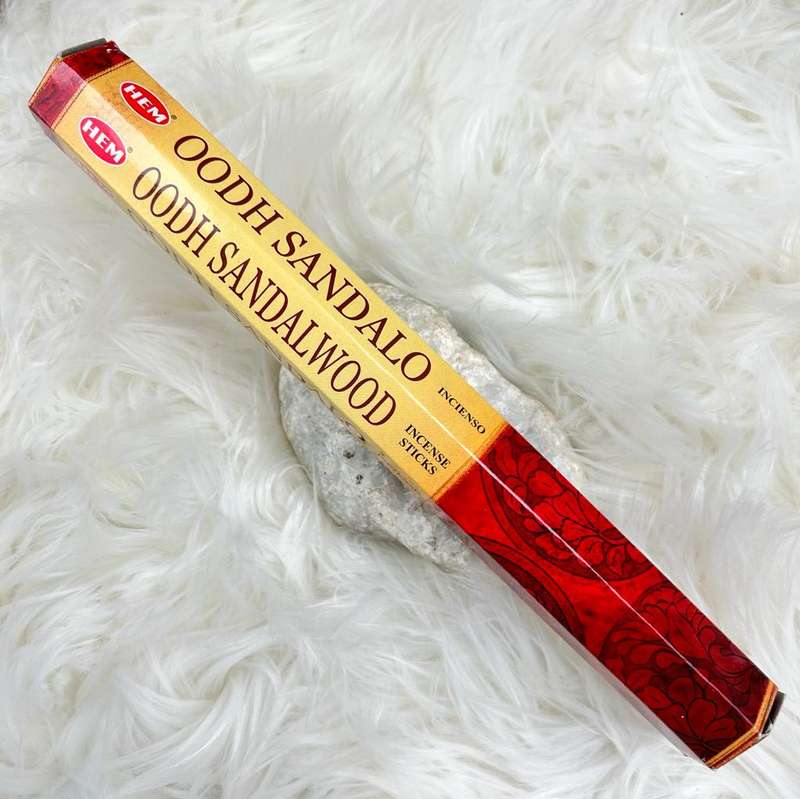 HEM
OODH SANDALO
INCIENSO
HEM
OODH SANDALWOOD
INCENSE
STICKS